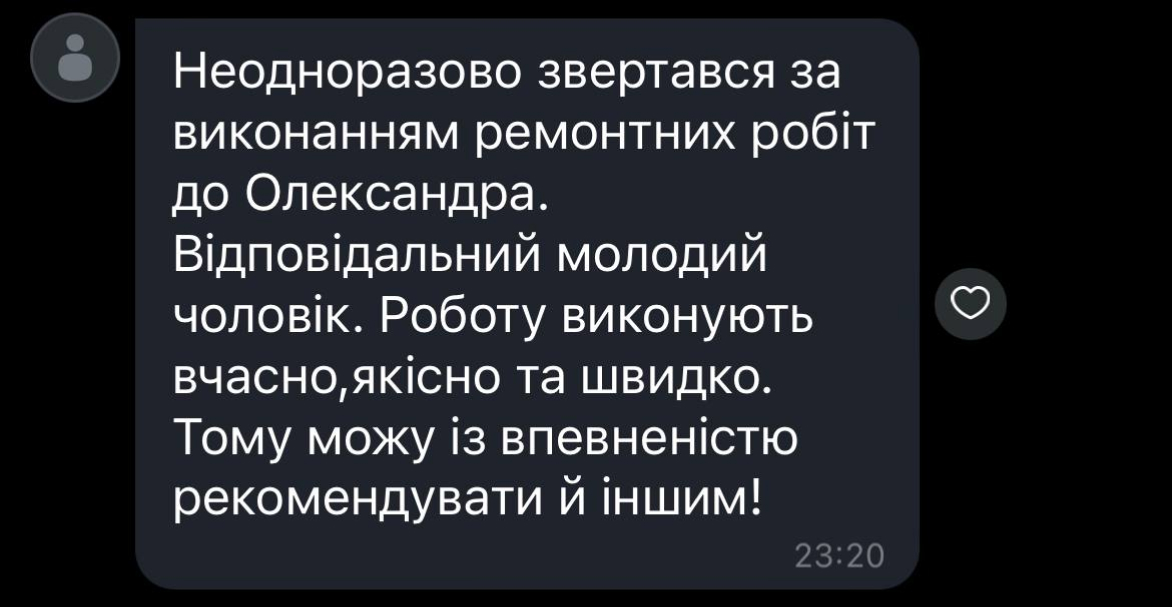 Неодноразово звертався за
виконанням ремонтних робіт
до Олександра.
Відповідальний молодий
чоловік. Роботу виконують
вчасно,якісно та швидко.
Тому можу із впевненістю
рекомендувати й іншим!
23:20